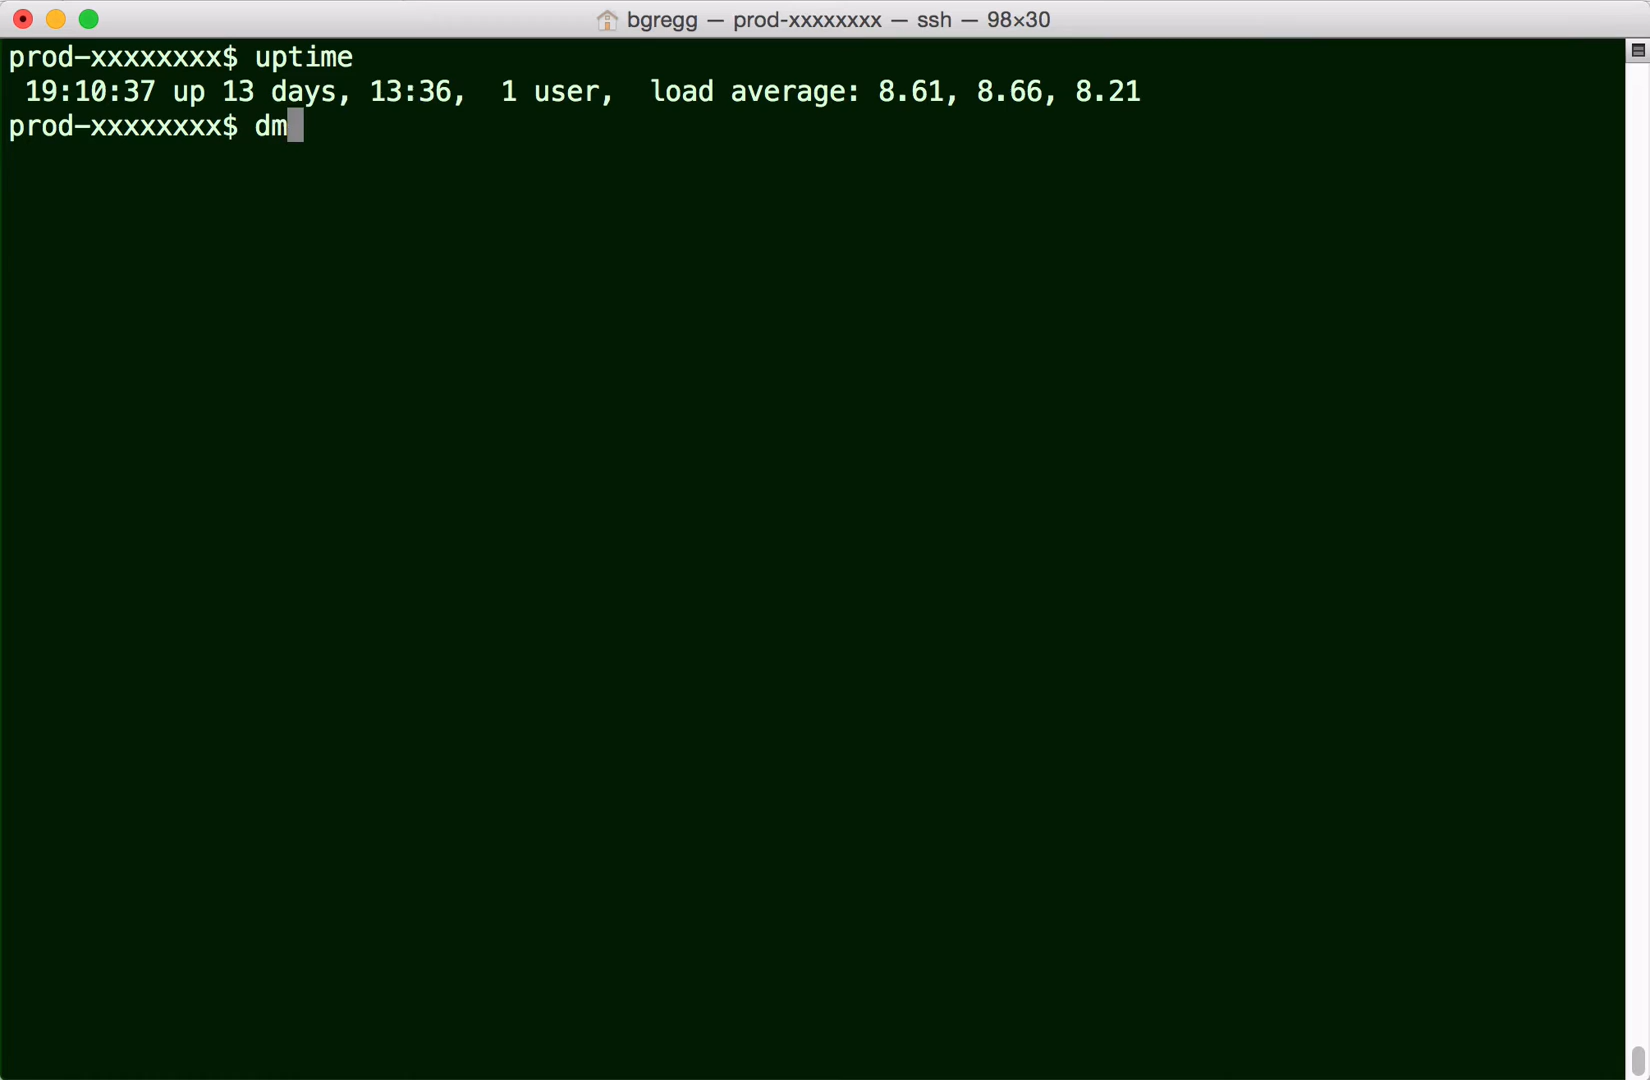 bgregg — prod-xxxxxxxx — ssh — 98×30
prod-xxxxxxxx$ uptime
 19:10:37 up 13 days, 13:36,  1 user,  load average: 8.61, 8.66, 8.21
prod-xxxxxxxx$ dm